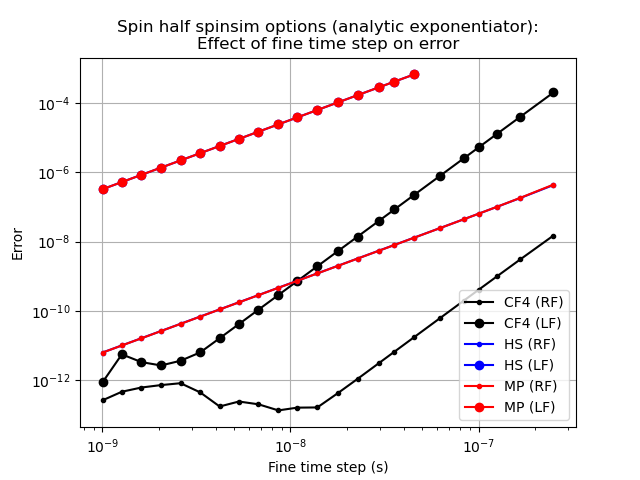 Spin half spinsim options (analytic exponentiator):
Effect of fine time step on error
Error
10⁻⁴
10⁻⁶
10⁻⁸
10⁻¹⁰
10⁻¹²
CF4 (RF)
CF4 (LF)
HS (RF)
HS (LF)
MP (RF)
MP (LF)
10⁻⁹
10⁻⁸
10⁻⁷
Fine time step (s)